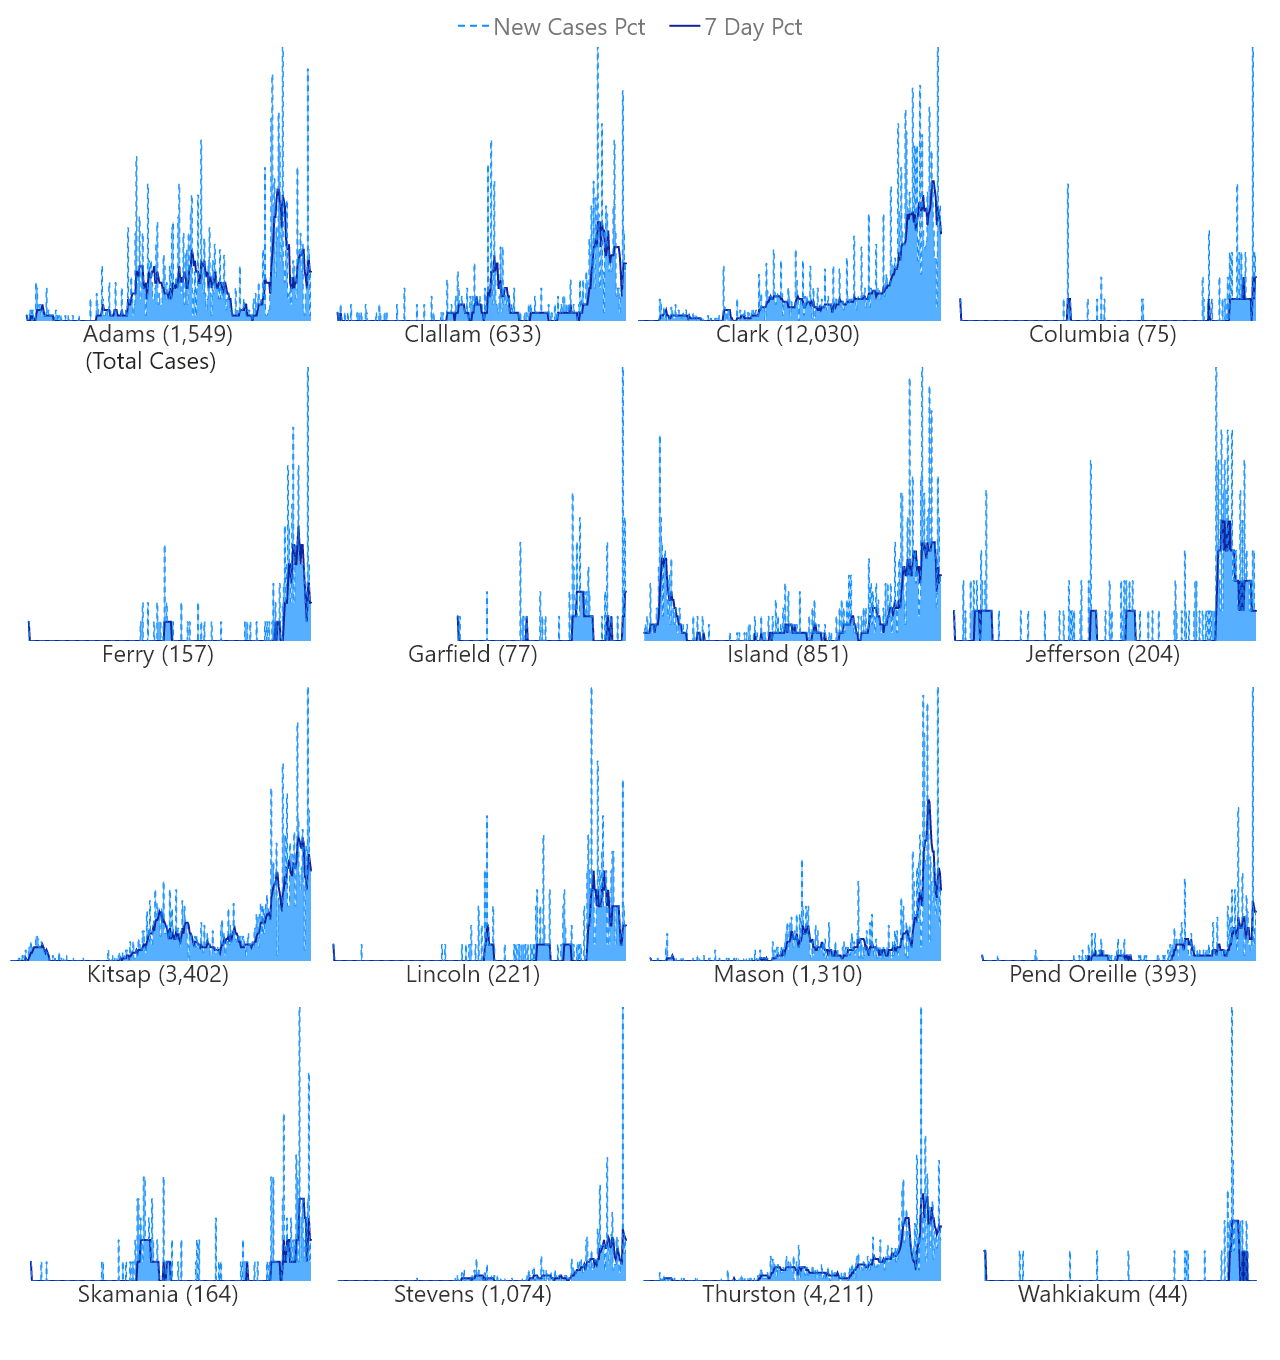 New Cases Pct 7 Day Pct
Adams (1,549) Clallam (633) Clark (12,030) Columbia (75)
(Total Cases)
Ferry (157) Garfield (77) Island (851) Jefferson (204)
Kitsap (3,402) Lincoln (221) Mason (1,310) Pend Oreille (393)
Skamania (164) Stevens (1,074) Thurston (4,211) Wahkiakum (44)